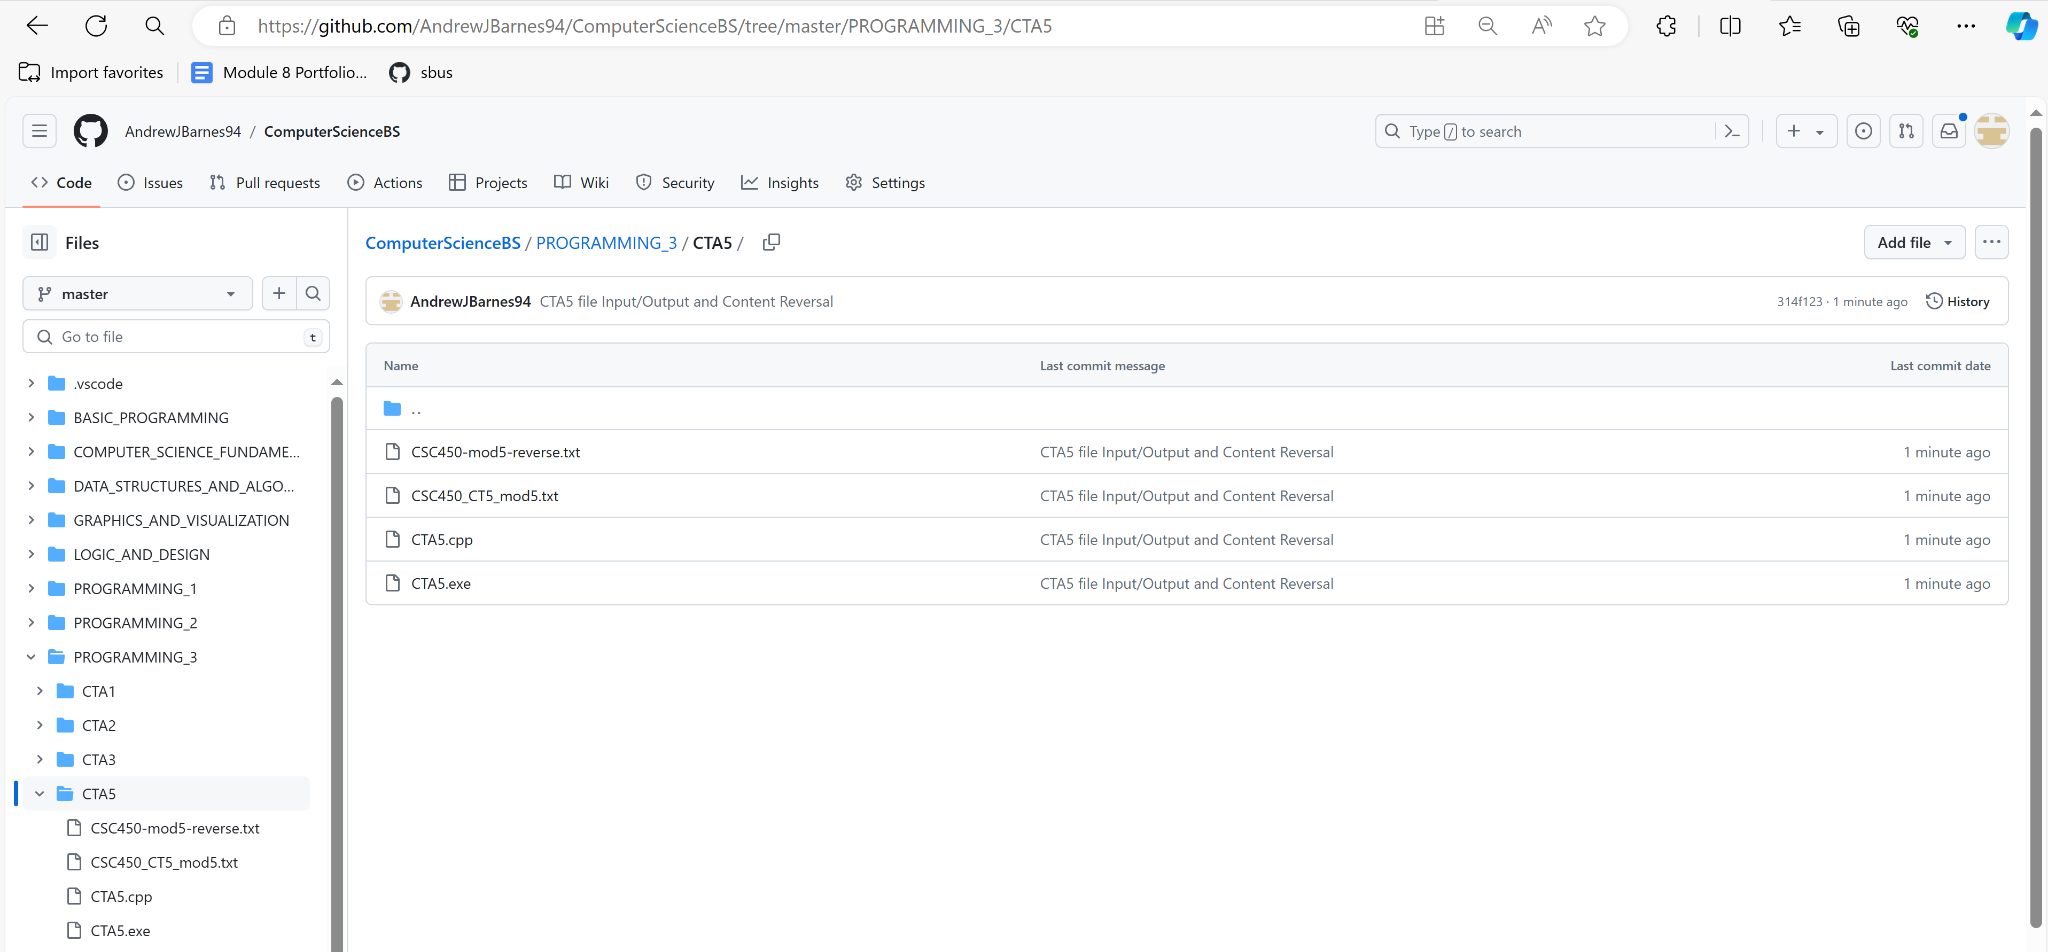 https://github.com/AndrewJBarnes94/ComputerScienceBS/tree/master/PROGRAMMING_3/CTA5
Import favorites
Module 8 Portfolio...
sbus
AndrewJBarnes94 / ComputerScienceBS
Type / to search
Code
Issues
Pull requests
Actions
Projects
Wiki
Security
Insights
Settings
Files
master
Go to file
t
.vscode
BASIC_PROGRAMMING
COMPUTER_SCIENCE_FUNDAME...
DATA_STRUCTURES_AND_ALGO...
GRAPHICS_AND_VISUALIZATION
LOGIC_AND_DESIGN
PROGRAMMING_1
PROGRAMMING_2
PROGRAMMING_3
CTA1
CTA2
CTA3
CTA5
CSC450-mod5-reverse.txt
CSC450_CT5_mod5.txt
CTA5.cpp
CTA5.exe
ComputerScienceBS / PROGRAMMING_3 / CTA5 /
Add file
AndrewJBarnes94 CTA5 file Input/Output and Content Reversal
314f123 · 1 minute ago
History
Name Last commit message Last commit date
..
CSC450-mod5-reverse.txt CTA5 file Input/Output and Content Reversal 1 minute ago
CSC450_CT5_mod5.txt CTA5 file Input/Output and Content Reversal 1 minute ago
CTA5.cpp CTA5 file Input/Output and Content Reversal 1 minute ago
CTA5.exe CTA5 file Input/Output and Content Reversal 1 minute ago